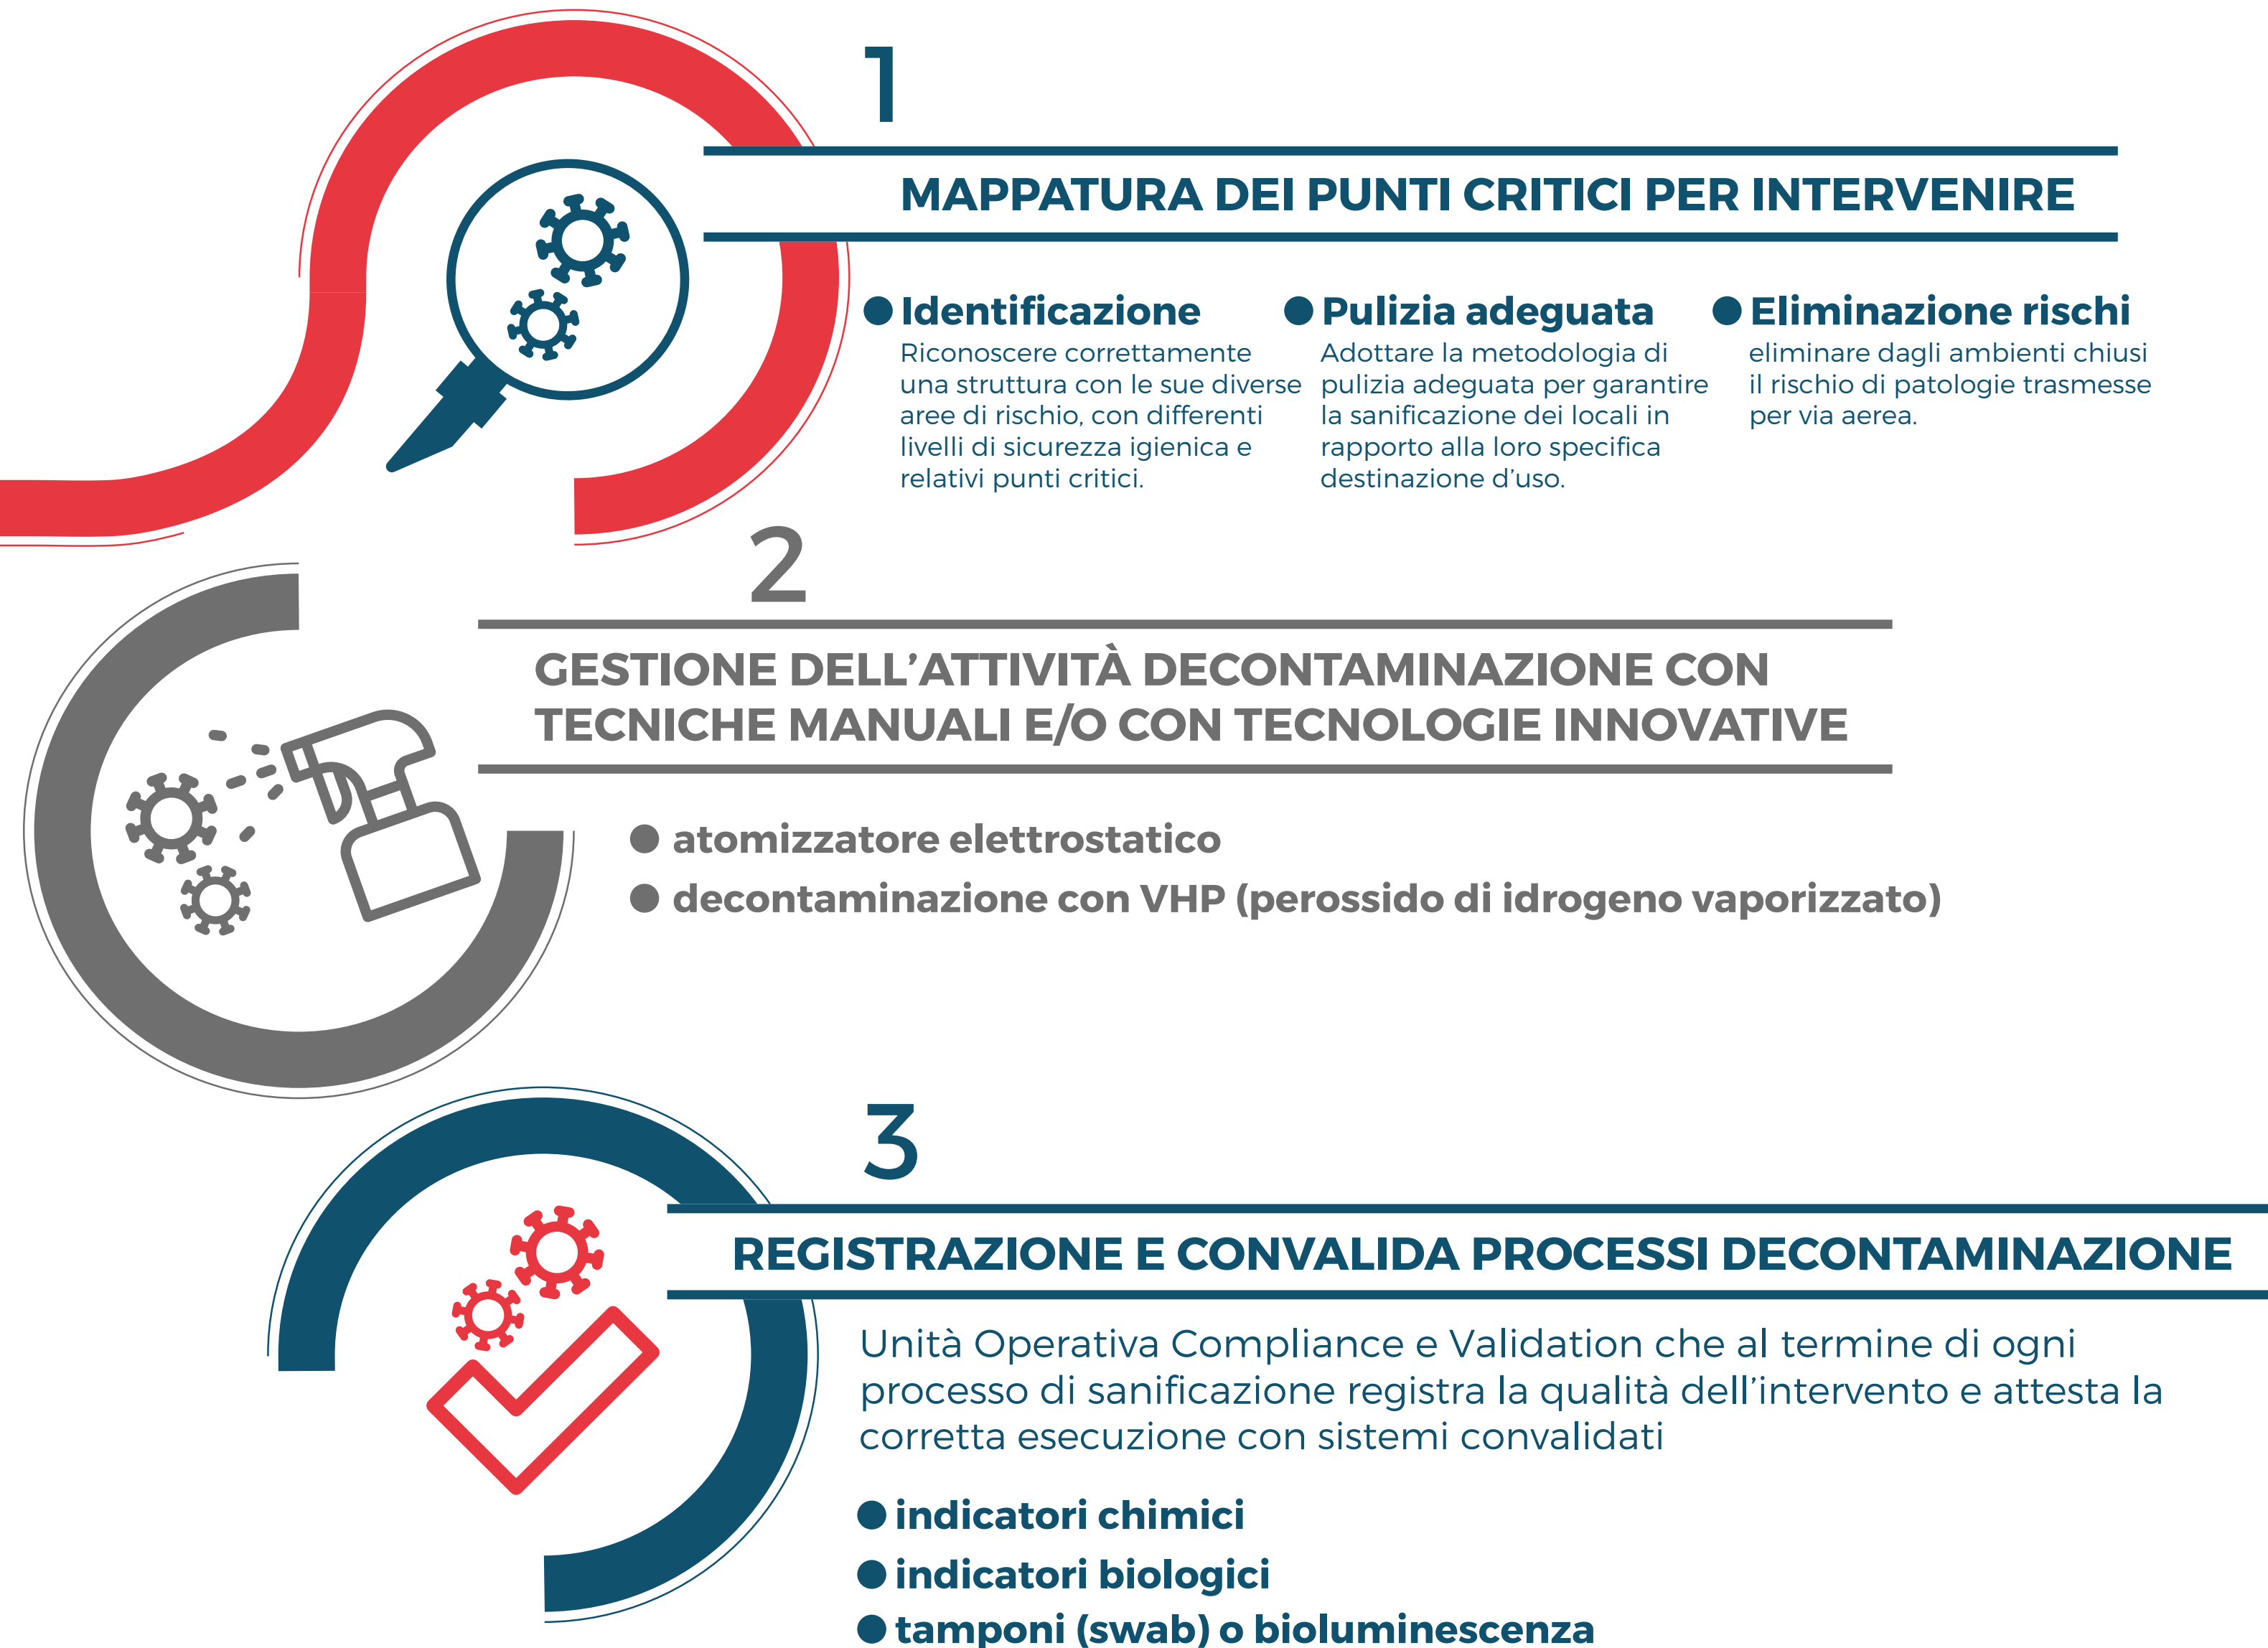 1
MAPPATURA DEI PUNTI CRITICI PER INTERVENIRE
● Identificazione
Riconoscere correttamente
una struttura con le sue diverse
aree di rischio, con differenti
livelli di sicurezza igienica e
relativi punti critici.
● Pulizia adeguata
Adottare la metodologia di
pulizia adeguata per garantire
la sanificazione dei locali in
rapporto alla loro specifica
destinazione d’uso.
● Eliminazione rischi
eliminare dagli ambienti chiusi
il rischio di patologie trasmesse
per via aerea.
2
GESTIONE DELL’ATTIVITÀ DECONTAMINAZIONE CON
TECNICHE MANUALI E/O CON TECNOLOGIE INNOVATIVE
● atomizzatore elettrostatico
● decontaminazione con VHP (perossido di idrogeno vaporizzato)
3
REGISTRAZIONE E CONVALIDA PROCESSI DECONTAMINAZIONE
Unità Operativa Compliance e Validation che al termine di ogni
processo di sanificazione registra la qualità dell’intervento e attesta la
corretta esecuzione con sistemi convalidati
● indicatori chimici
● indicatori biologici
● tamponi (swab) o bioluminescenza